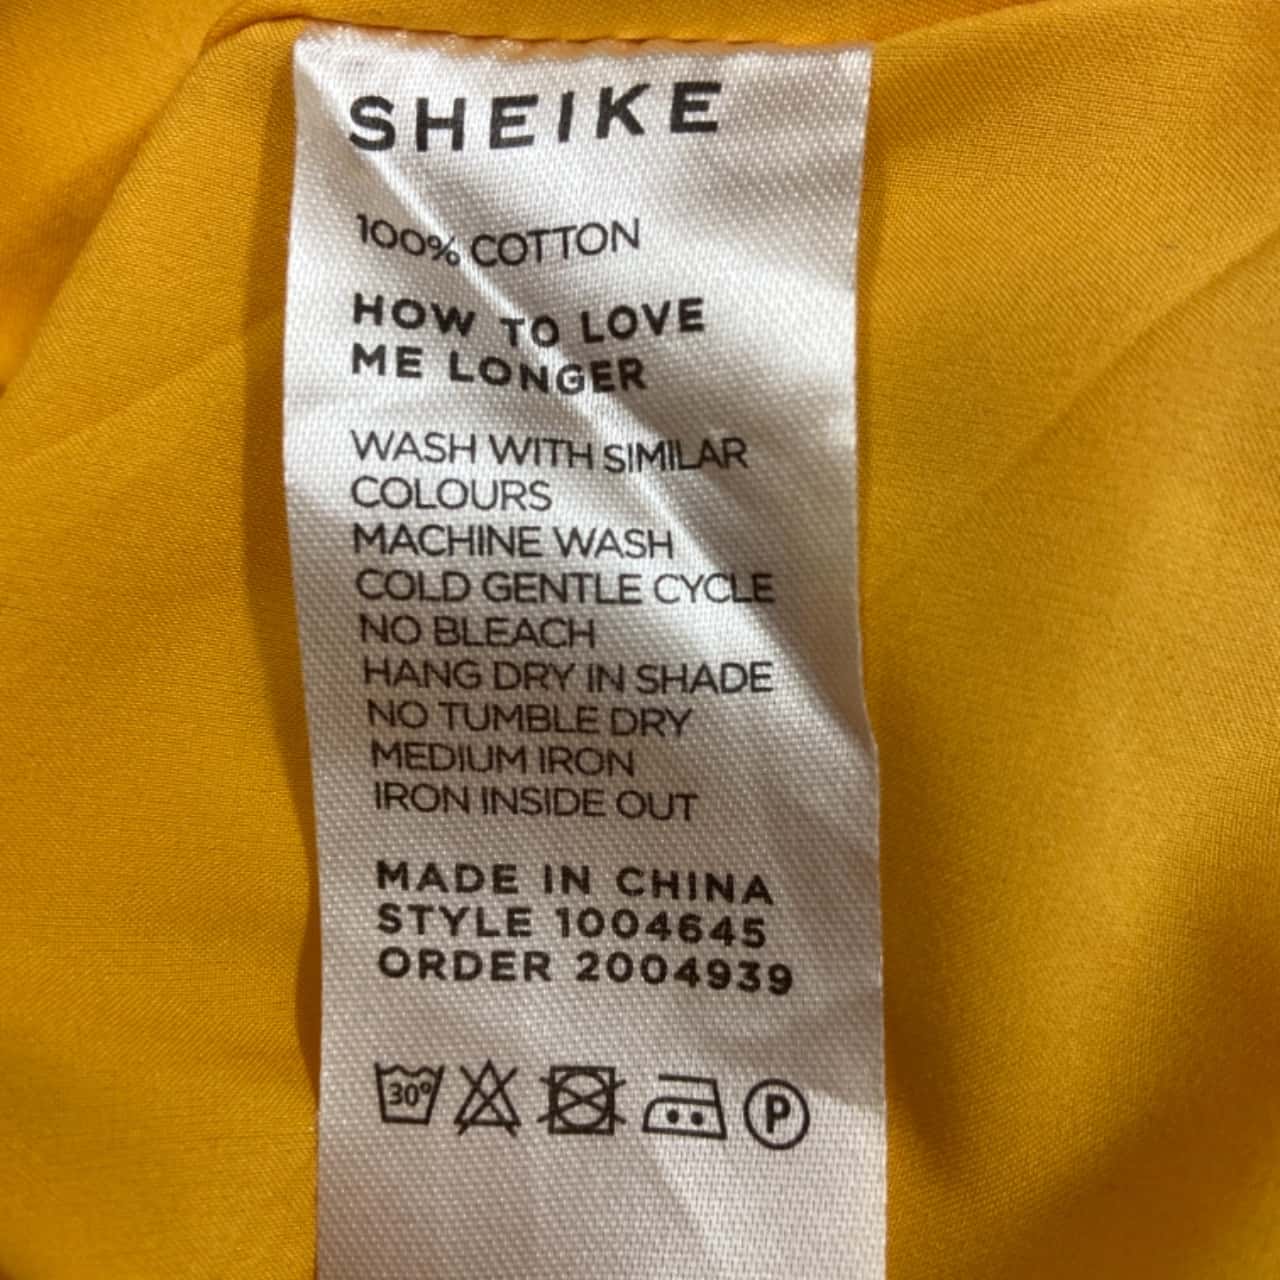 SHEIKE
100% COTTON
HOW TO LOVE
ME LONGER
WASH WITH SIMILAR
COLOURS
MACHINE WASH
COLD GENTLE CYCLE
NO BLEACH
HANG DRY IN SHADE
NO TUMBLE DRY
MEDIUM IRON
IRON INSIDE OUT
MADE IN CHINA
STYLE 1004645
ORDER 2004939
30° P